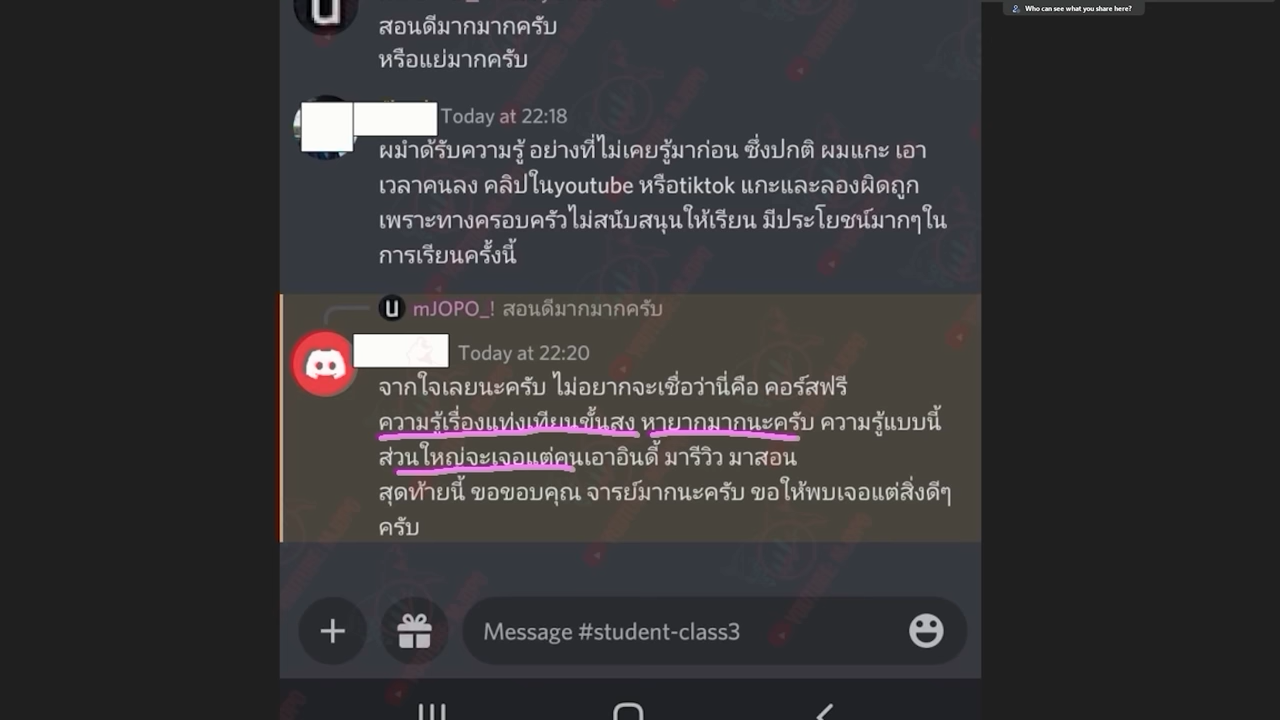 Who can see what you share here?
สอนดีมากมากครับ
หรือแย่มากครับ
Today at 22:18
ผมำด้รับความรู้ อย่างที่ไม่เคยรู้มาก่อน ซึ่งปกติ ผมแกะ เอา
เวลาคนลง คลิปในyoutube หรือtiktok แกะและลองผิดถูก
เพราะทางครอบครัวไม่สนับสนุนให้เรียน มีประโยชน์มากๆใน
การเรียนครั้งนี้
mJOPO_! สอนดีมากมากครับ
Today at 22:20
จากใจเลยนะครับ ไม่อยากจะเชื่อว่านี่คือ คอร์สฟรี
ความรู้เรื่องแท่งเทียนขั้นสูง หายากมากนะครับ ความรู้แบบนี้
ส่วนใหญ่จะเจอแต่คนเอาอินดี้ มารีวิว มาสอน
สุดท้ายนี้ ขอขอบคุณ จารย์มากนะครับ ขอให้พบเจอแต่สิ่งดีๆ
ครับ
Message #student-class3